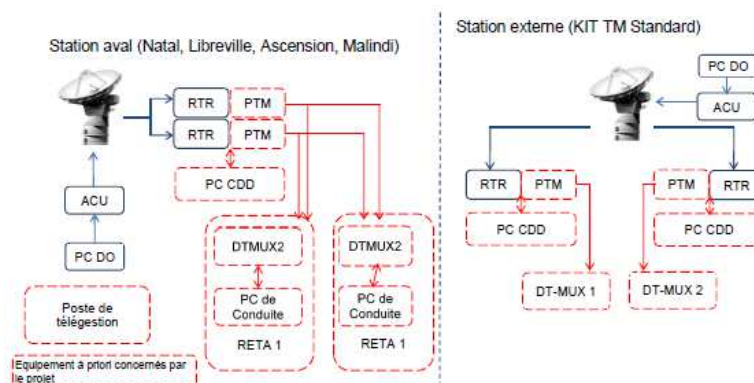 Station aval (Natal, Libreville, Ascension, Malindi)
RTR
PTM
RTR
PTM
PC CDD
ACU
PC DO
DTMUX2
DTMUX2
PC de
Conduite
PC de
Conduite
RETA 1
RETA 1
Poste de
télégestion
Equipement à priori concernés par
le projet
Station externe (KIT TM Standard)
PC DO
ACU
RTR
PTM
PTM
RTR
PC CDD
PC CDD
DT-MUX 1
DT-MUX 2